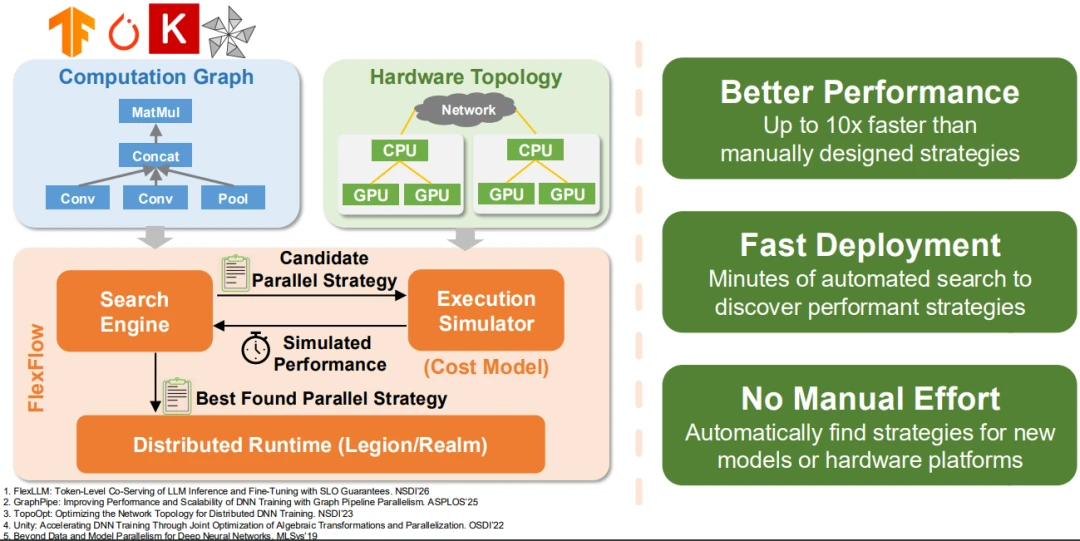 K
Computation Graph
MatMul
Concat
Conv
Conv
Pool
Hardware Topology
Network
CPU
CPU
GPU
GPU
GPU
GPU
FlexFlow
Search
Engine
Candidate
Parallel Strategy
Simulated
Performance
Execution
Simulator
(Cost Model)
Best Found Parallel Strategy
Distributed Runtime (Legion/Realm)
Better Performance
Up to 10x faster than
manually designed strategies
Fast Deployment
Minutes of automated search to
discover performant strategies
No Manual Effort
Automatically find strategies for new
models or hardware platforms
1. FlexLLM: Token-Level Co-Serving of LLM Inference and Fine-Tuning with SLO Guarantees. NSDI'26
2. GraphPipe: Improving Performance and Scalability of DNN Training with Graph Pipeline Parallelism. ASPLOS'25
3. TopoOpt: Optimizing the Network Topology for Distributed DNN Training. NSDI'23
4. Unity: Accelerating DNN Training Through Joint Optimization of Algebraic Transformations and Parallelization. OSDI'22
5. Beyond Data and Model Parallelism for Deep Neural Networks. MLSys'19